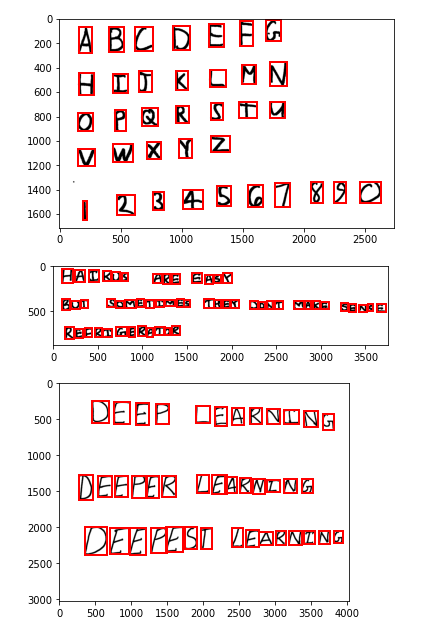 0
A B C D E F G
200
400
H I J K L M N
600
O P Q R S T U
800
1000
V W X Y Z
1200
1400
1 2 3 4 5 6 7 8 9 0
1600
0 500 1000 1500 2000 2500
0
HAIKUS ARE EASY
BUT SOMETIMES THEY DONT MAKE SENSE
500
REFRIGERATOR
0 500 1000 1500 2000 2500 3000 3500
0
DEEP LEARNING
500
1000
DEEPER LEARNING
1500
2000
DEEPEST LEARNING
2500
3000
0 500 1000 1500 2000 2500 3000 3500 4000